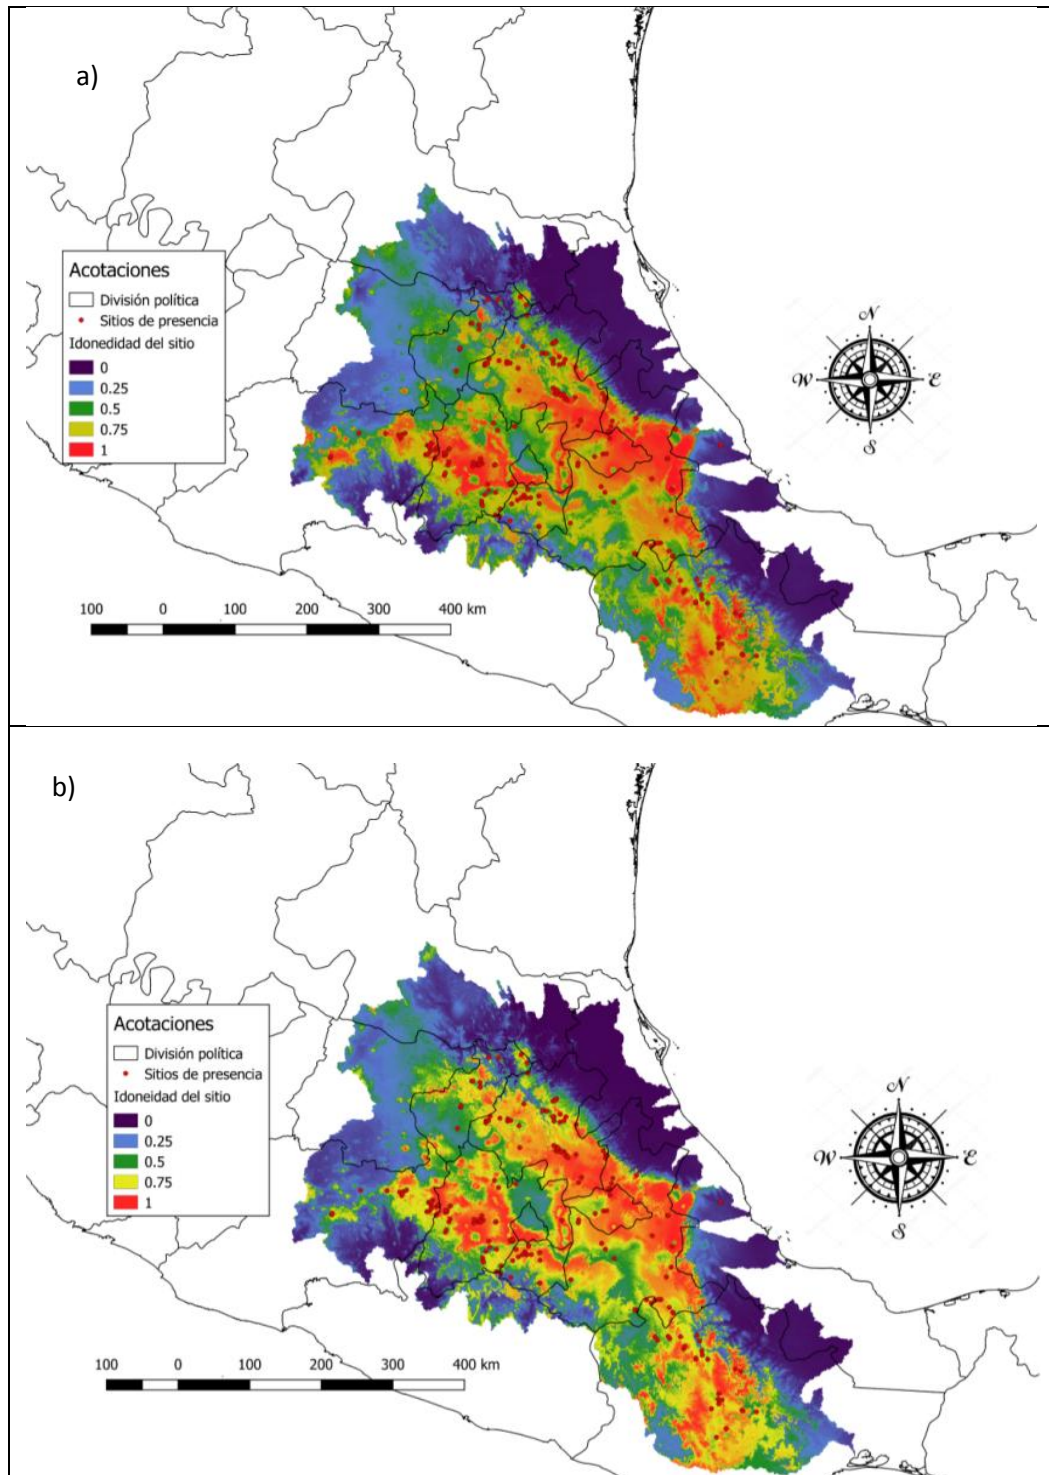 a)
Acotaciones
División política
Sitios de presencia
Idonedidad del sitio
0
0.25
0.5
0.75
1
N
W E
S
100 0 100 200 300 400 km
b)
Acotaciones
División política
Sitios de presencia
Idoneidad del sitio
0
0.25
0.5
0.75
1
N
W E
S
100 0 100 200 300 400 km